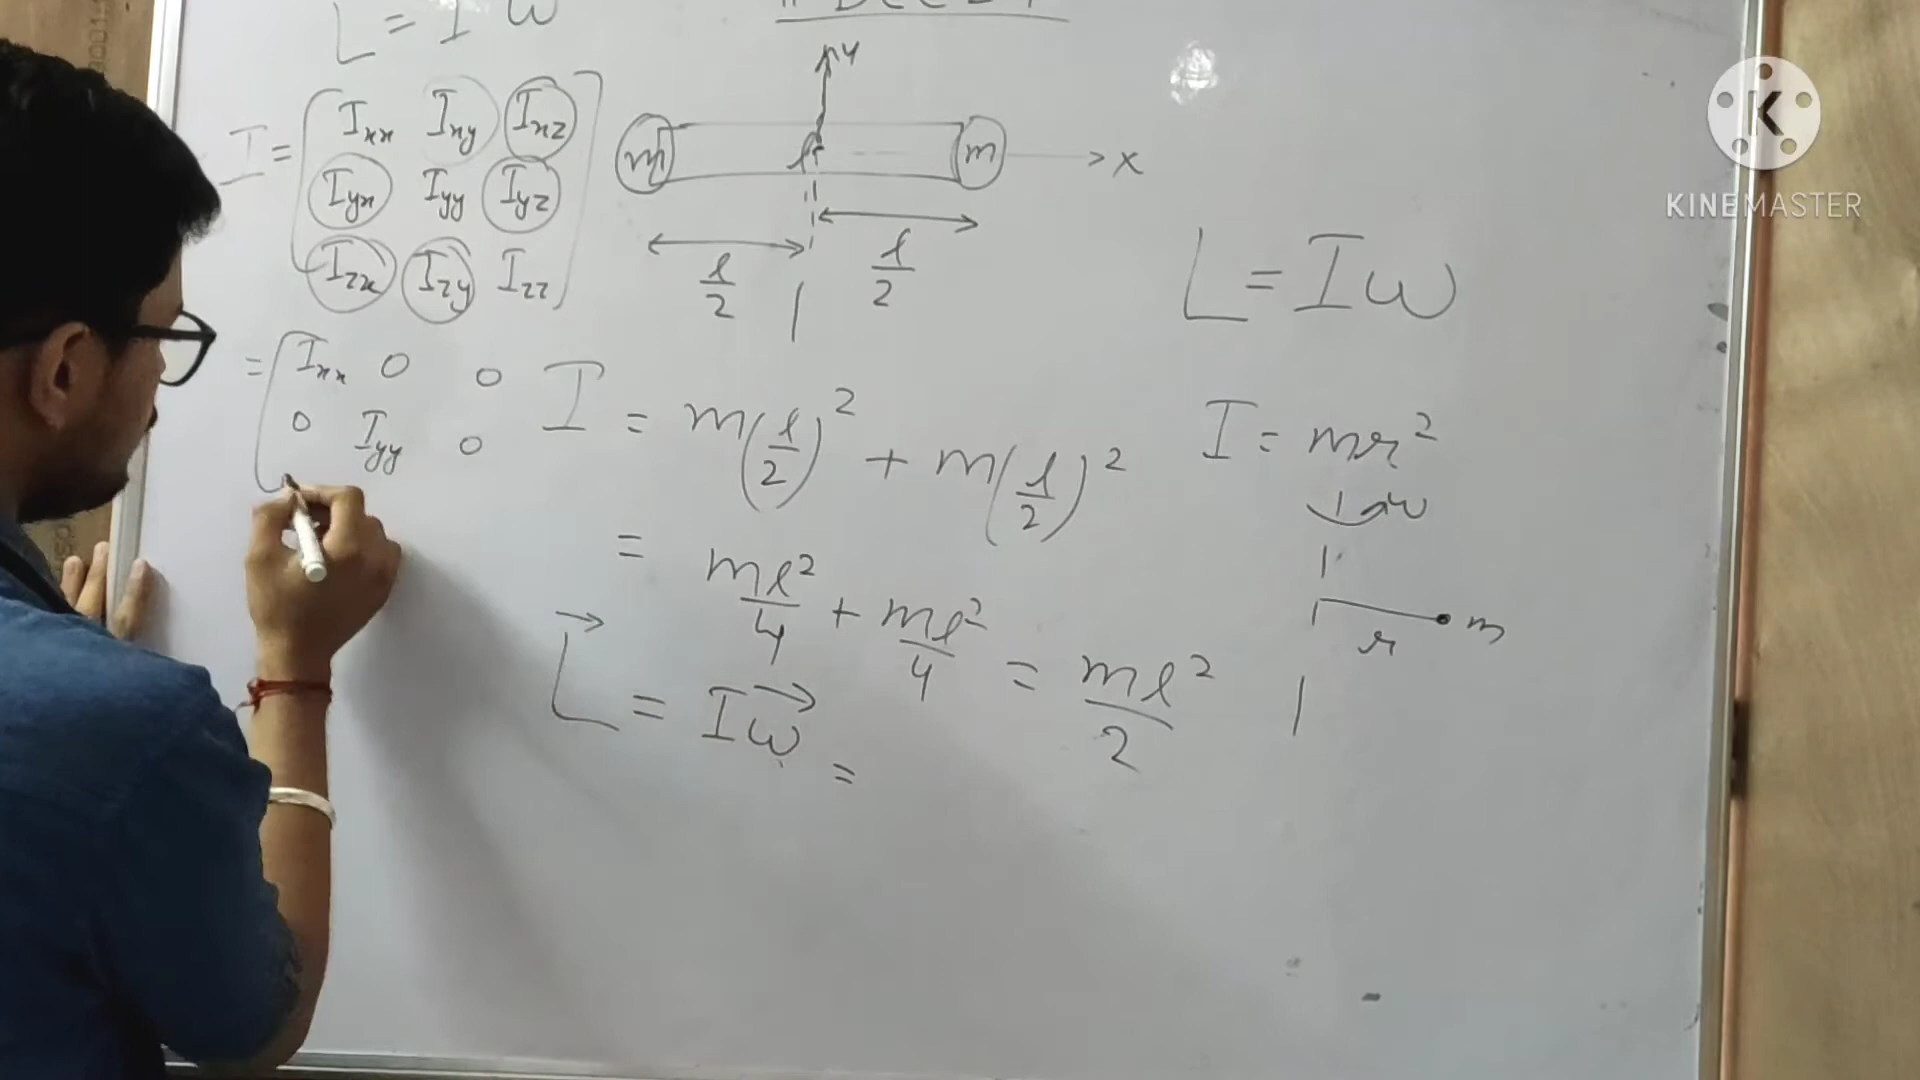 L = I ω
I = [ Ixx Ixy Ixz
Iyx Iyy Iyz
Izx Izy Izz ]
y
m l m x
l/2 l/2
L = Iω
= [ Ixx 0 0
0 Iyy 0
I = m(l/2)² + m(l/2)²
= ml²/4 + ml²/4 = ml²/2
L⃗ = Iω⃗ =
I = mr²
ω
m
r
KINEMASTER